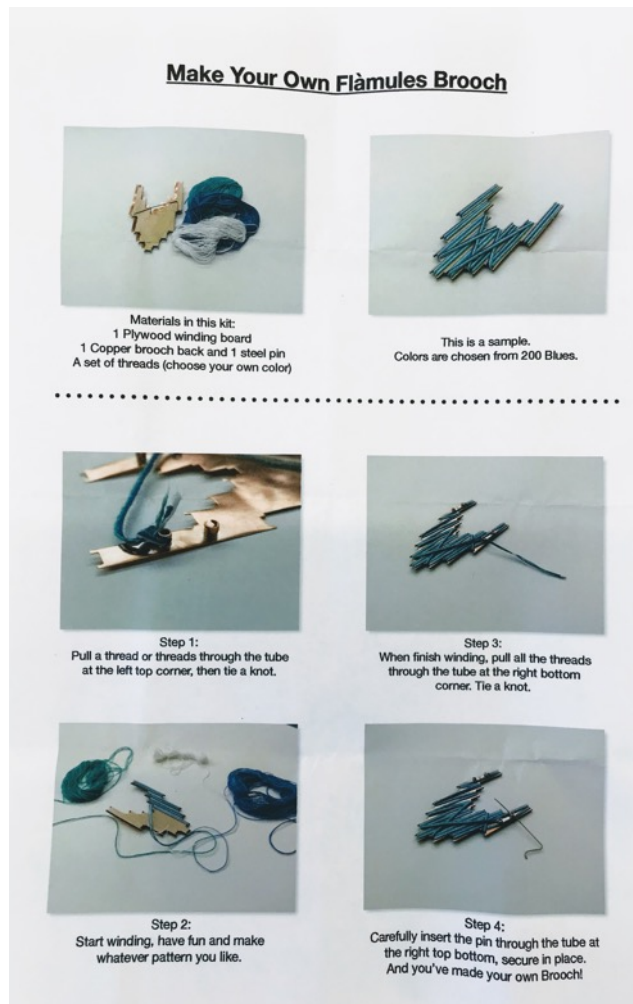 Make Your Own Flàmules Brooch
Materials in this kit:
1 Plywood winding board
1 Copper brooch back and 1 steel pin
A set of threads (choose your own color)
This is a sample.
Colors are chosen from 200 Blues.
Step 1:
Pull a thread or threads through the tube
at the left top corner, then tie a knot.
Step 2:
Start winding, have fun and make
whatever pattern you like.
Step 3:
When finish winding, pull all the threads
through the tube at the right bottom
corner. Tie a knot.
Step 4:
Carefully insert the pin through the tube at
the right top bottom, secure in place.
And you've made your own Brooch!